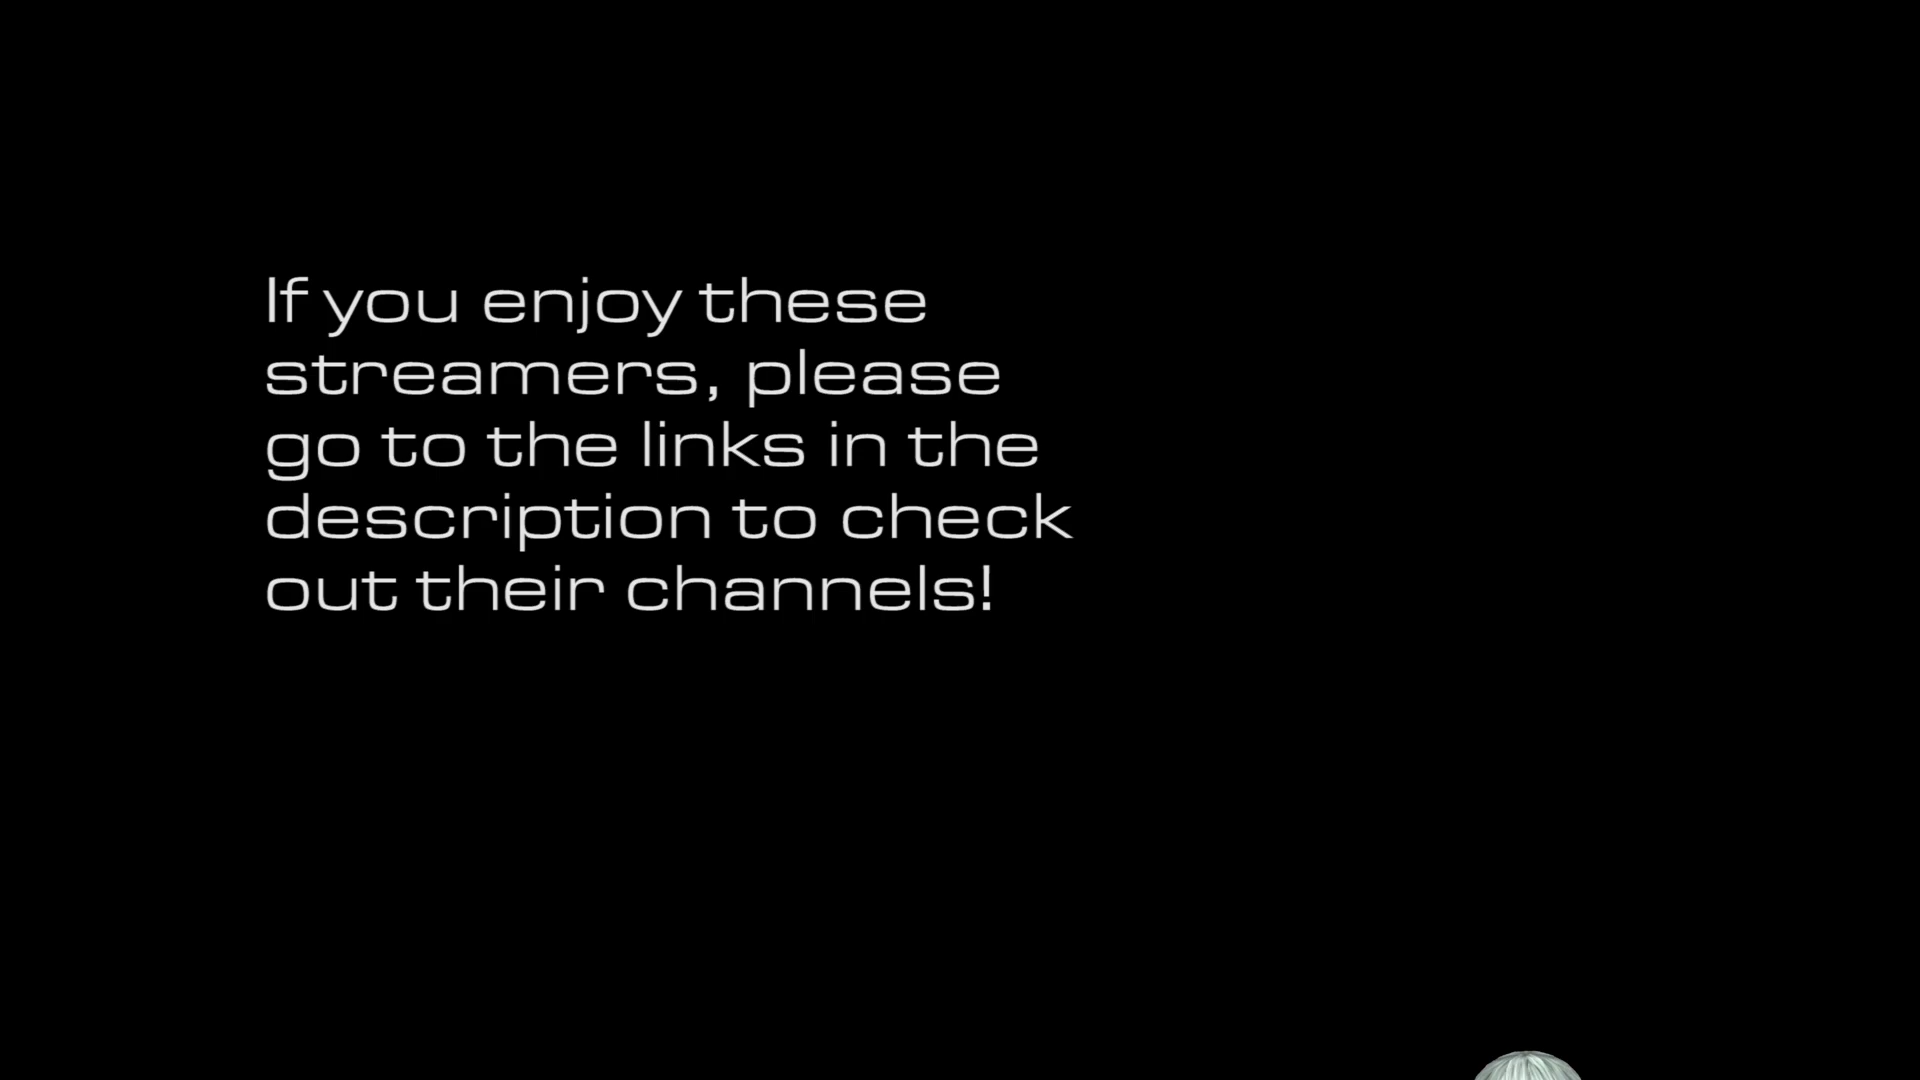 If you enjoy these
streamers, please
go to the links in the
description to check
out their channels!